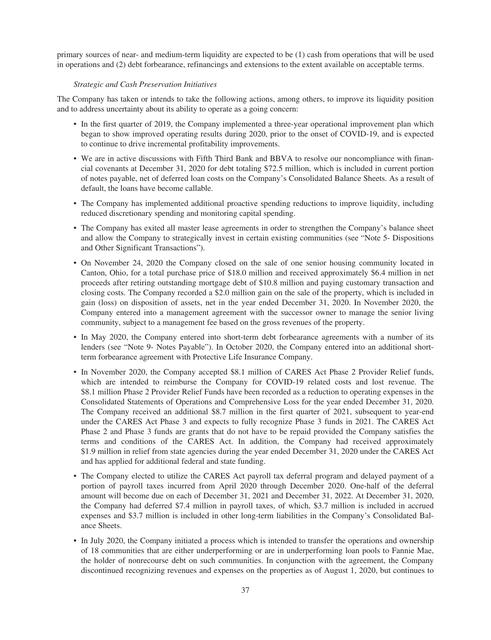 primary sources of near- and medium-term liquidity are expected to be (1) cash from operations that will be used
in operations and (2) debt forbearance, refinancings and extensions to the extent available on acceptable terms.
Strategic and Cash Preservation Initiatives
The Company has taken or intends to take the following actions, among others, to improve its liquidity position
and to address uncertainty about its ability to operate as a going concern:
• In the first quarter of 2019, the Company implemented a three-year operational improvement plan which
began to show improved operating results during 2020, prior to the onset of COVID-19, and is expected
to continue to drive incremental profitability improvements.
• We are in active discussions with Fifth Third Bank and BBVA to resolve our noncompliance with finan-
cial covenants at December 31, 2020 for debt totaling $72.5 million, which is included in current portion
of notes payable, net of deferred loan costs on the Company's Consolidated Balance Sheets. As a result of
default, the loans have become callable.
• The Company has implemented additional proactive spending reductions to improve liquidity, including
reduced discretionary spending and monitoring capital spending.
• The Company has exited all master lease agreements in order to strengthen the Company's balance sheet
and allow the Company to strategically invest in certain existing communities (see "Note 5- Dispositions
and Other Significant Transactions").
• On November 24, 2020 the Company closed on the sale of one senior housing community located in
Canton, Ohio, for a total purchase price of $18.0 million and received approximately $6.4 million in net
proceeds after retiring outstanding mortgage debt of $10.8 million and paying customary transaction and
closing costs. The Company recorded a $2.0 million gain on the sale of the property, which is included in
gain (loss) on disposition of assets, net in the year ended December 31, 2020. In November 2020, the
Company entered into a management agreement with the successor owner to manage the senior living
community, subject to a management fee based on the gross revenues of the property.
• In May 2020, the Company entered into short-term debt forbearance agreements with a number of its
lenders (see "Note 9- Notes Payable"). In October 2020, the Company entered into an additional short-
term forbearance agreement with Protective Life Insurance Company.
• In November 2020, the Company accepted $8.1 million of CARES Act Phase 2 Provider Relief funds,
which are intended to reimburse the Company for COVID-19 related costs and lost revenue. The
$8.1 million Phase 2 Provider Relief Funds have been recorded as a reduction to operating expenses in the
Consolidated Statements of Operations and Comprehensive Loss for the year ended December 31, 2020.
The Company received an additional $8.7 million in the first quarter of 2021, subsequent to year-end
under the CARES Act Phase 3 and expects to fully recognize Phase 3 funds in 2021. The CARES Act
Phase 2 and Phase 3 funds are grants that do not have to be repaid provided the Company satisfies the
terms and conditions of the CARES Act. In addition, the Company had received approximately
$1.9 million in relief from state agencies during the year ended December 31, 2020 under the CARES Act
and has applied for additional federal and state funding.
• The Company elected to utilize the CARES Act payroll tax deferral program and delayed payment of a
portion of payroll taxes incurred from April 2020 through December 2020. One-half of the deferral
amount will become due on each of December 31, 2021 and December 31, 2022. At December 31, 2020,
the Company had deferred $7.4 million in payroll taxes, of which, $3.7 million is included in accrued
expenses and $3.7 million is included in other long-term liabilities in the Company's Consolidated Bal-
ance Sheets.
• In July 2020, the Company initiated a process which is intended to transfer the operations and ownership
of 18 communities that are either underperforming or are in underperforming loan pools to Fannie Mae,
the holder of nonrecourse debt on such communities. In conjunction with the agreement, the Company
discontinued recognizing revenues and expenses on the properties as of August 1, 2020, but continues to
37